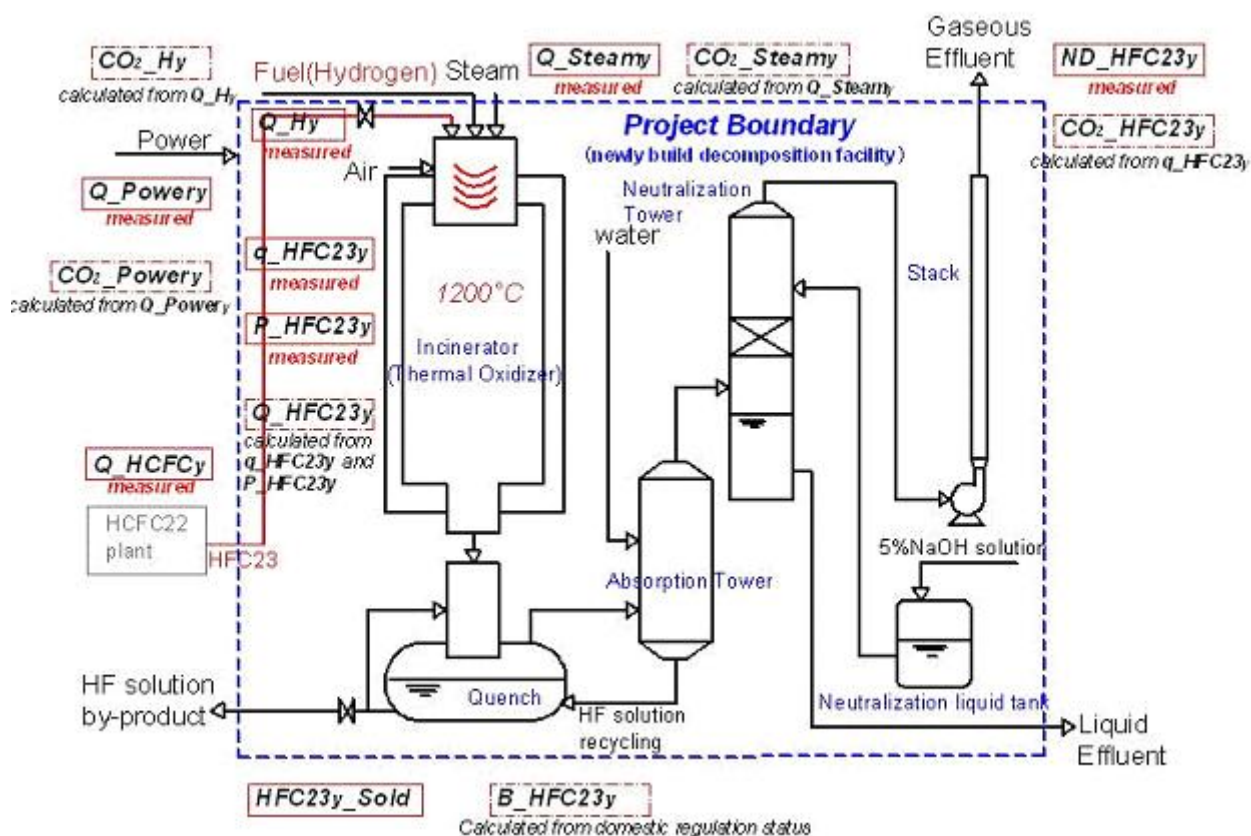 CO2_Hy
calculated from Q_Hy
Fuel(Hydrogen)
Steam
Q_Steamy
measured
CO2_Steamy
calculated from Q_Steamy
Gaseous
Effluent
ND_HFC23y
measured
CO2_HFC23y
calculated from q_HFC23y
Power
Q_Hy
measured
Project Boundary
(newly build decomposition facility)
Air
Neutralization
Tower
water
Q_Powery
measured
CO2_Powery
calculated from Q_Powery
q_HFC23y
measured
P_HFC23y
measured
1200°C
Incinerator
(Thermal Oxidizer)
Stack
Q_HFC23y
calculated from
q_HFC23y and
P_HFC23y
Q_HCFCy
measured
HCFC22
plant
HFC23
Absorption Tower
5%NaOH solution
Quench
Neutralization liquid tank
HF solution
by-product
HF solution
recycling
Liquid
Effluent
HFC23y_Sold
B_HFC23y
Calculated from domestic regulation status